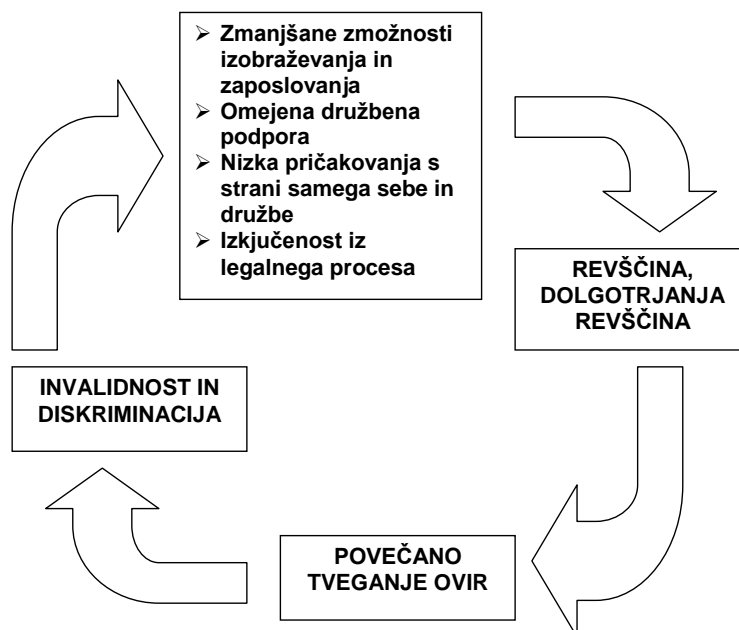 ➢ Zmanjšane zmožnosti
izobraževanja in
zaposlovanja
➢ Omejena družbena
podpora
➢ Nizka pričakovanja s
strani samega sebe in
družbe
➢ Izkjučenost iz
legalnega procesa
REVŠČINA,
DOLGOTRJANJA
REVŠČINA
POVEČANO
TVEGANJE OVIR
INVALIDNOST IN
DISKRIMINACIJA